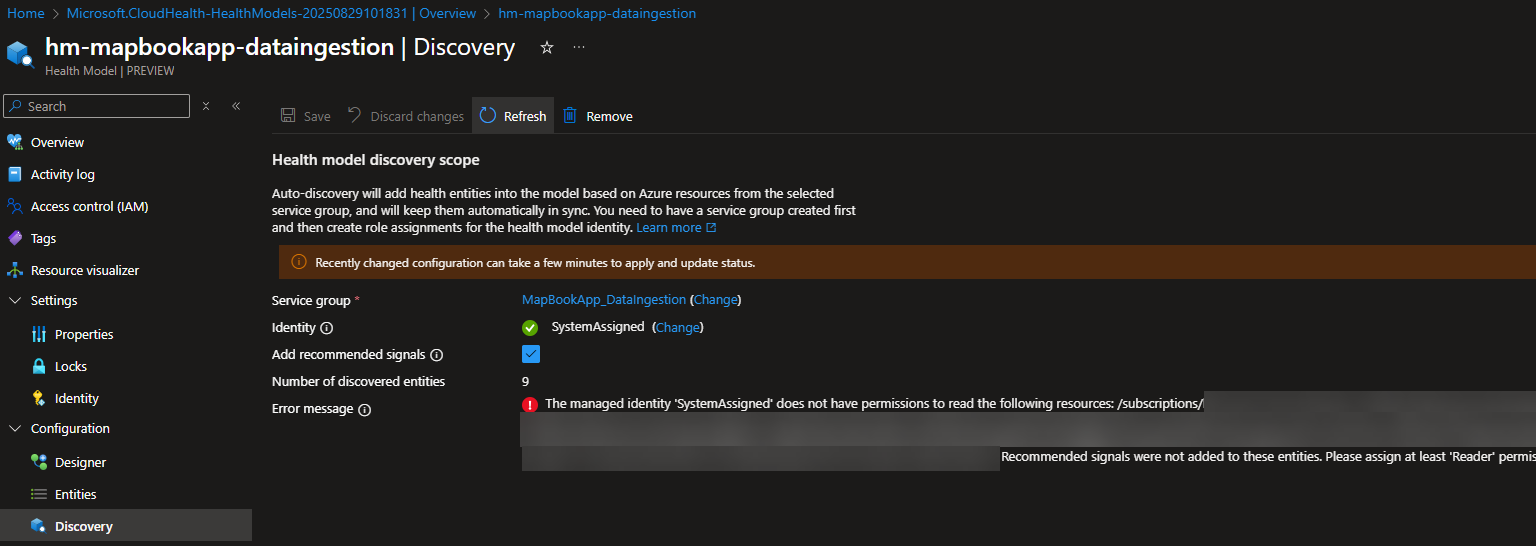 Home > Microsoft.CloudHealth-HealthModels-20250829101831 | Overview > hm-mapbookapp-dataingestion
hm-mapbookapp-dataingestion | Discovery
Health Model | PREVIEW
Search
Overview
Activity log
Access control (IAM)
Tags
Resource visualizer
Settings
Properties
Locks
Identity
Configuration
Designer
Entities
Discovery
Save Discard changes Refresh Remove
Health model discovery scope
Auto-discovery will add health entities into the model based on Azure resources from the selected
service group, and will keep them automatically in sync. You need to have a service group created first
and then create role assignments for the health model identity. Learn more
Recently changed configuration can take a few minutes to apply and update status.
Service group * MapBookApp_DataIngestion (Change)
Identity SystemAssigned (Change)
Add recommended signals
Number of discovered entities 9
Error message The managed identity 'SystemAssigned' does not have permissions to read the following resources: /subscriptions/
Recommended signals were not added to these entities. Please assign at least 'Reader' permis